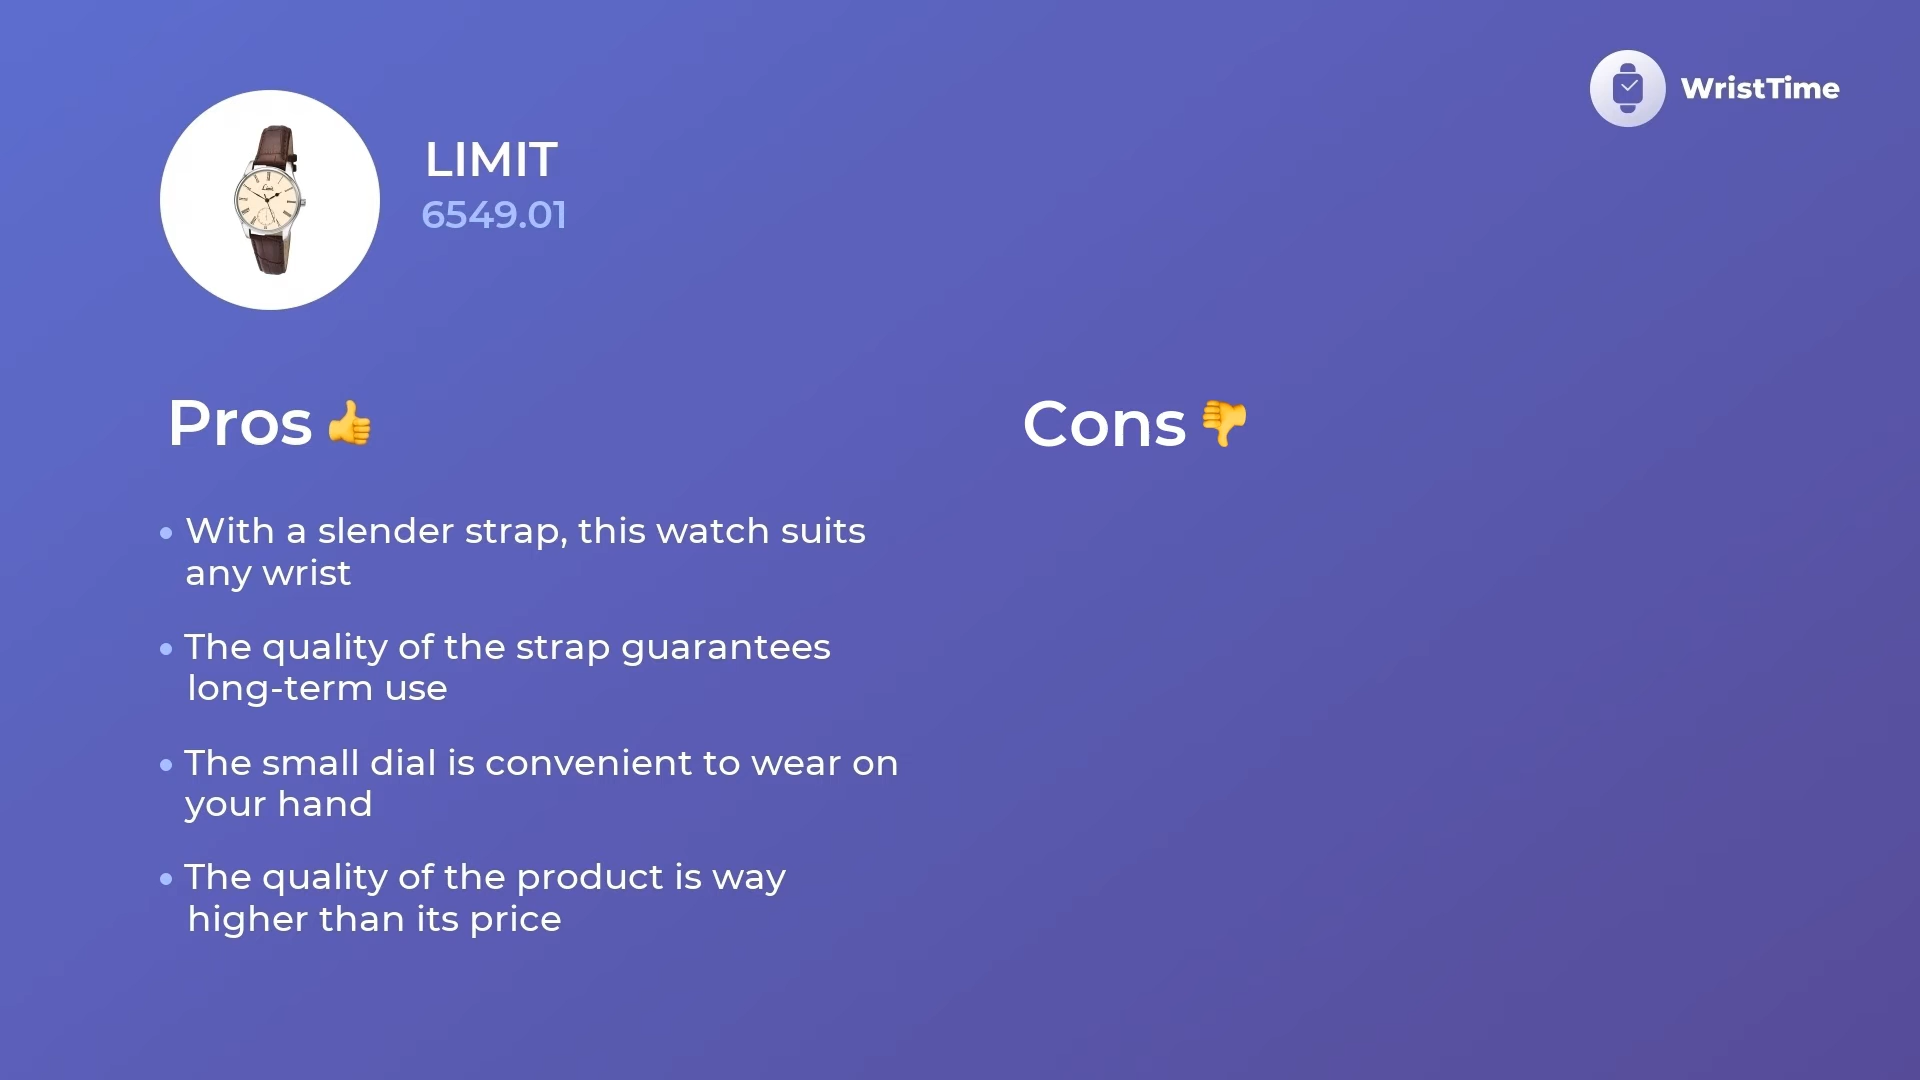 WristTime
LIMIT
6549.01
Pros
Cons
With a slender strap, this watch suits
any wrist
The quality of the strap guarantees
long-term use
The small dial is convenient to wear on
your hand
The quality of the product is way
higher than its price